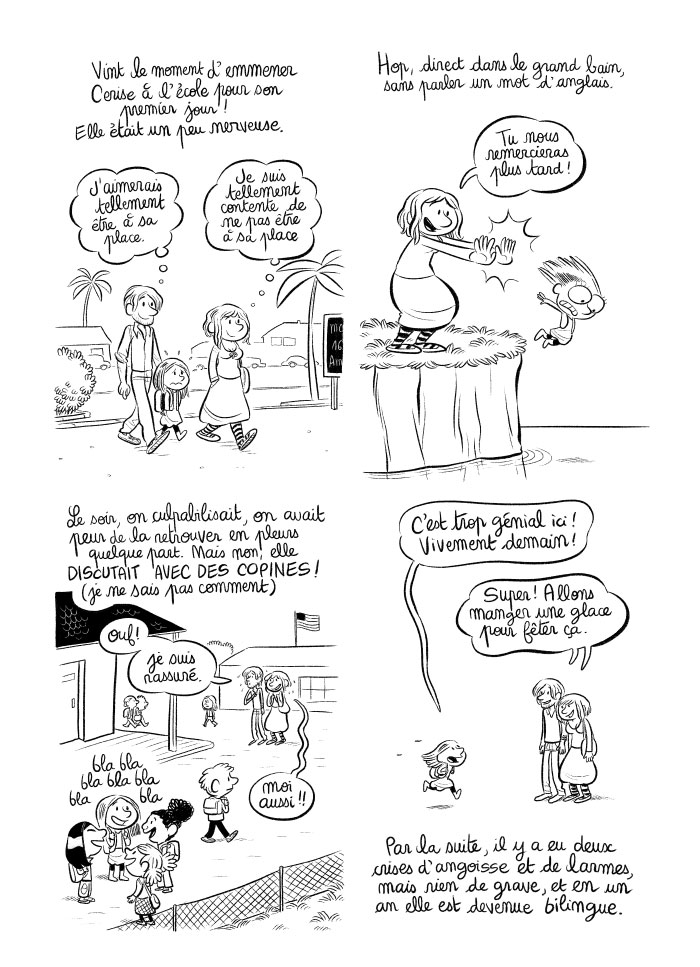 Vint le moment d'emmener
Cerise à l'école pour son
premier jour !
Elle était un peu nerveuse.
J'aimerais
tellement
être à sa
place.
Je suis
tellement
contente de
ne pas être
à sa place
mo
16
Am
Hop, direct dans le grand bain,
sans parler un mot d'anglais.
Tu nous
remercieras
plus tard !
Le soir, on culpabilisait, on avait
peur de la retrouver en pleurs
quelque part. Mais non, elle
DISCUTAIT AVEC DES COPINES !
(je ne sais pas comment)
Ouf !
je suis
rassuré.
moi
aussi !!
bla bla
bla bla bla
bla bla
C'est trop génial ici !
Vivement demain !
Super ! Allons
manger une glace
pour fêter ça.
Par la suite, il y a eu deux
crises d'angoisse et de larmes,
mais rien de grave, et en un
an elle est devenue bilingue.